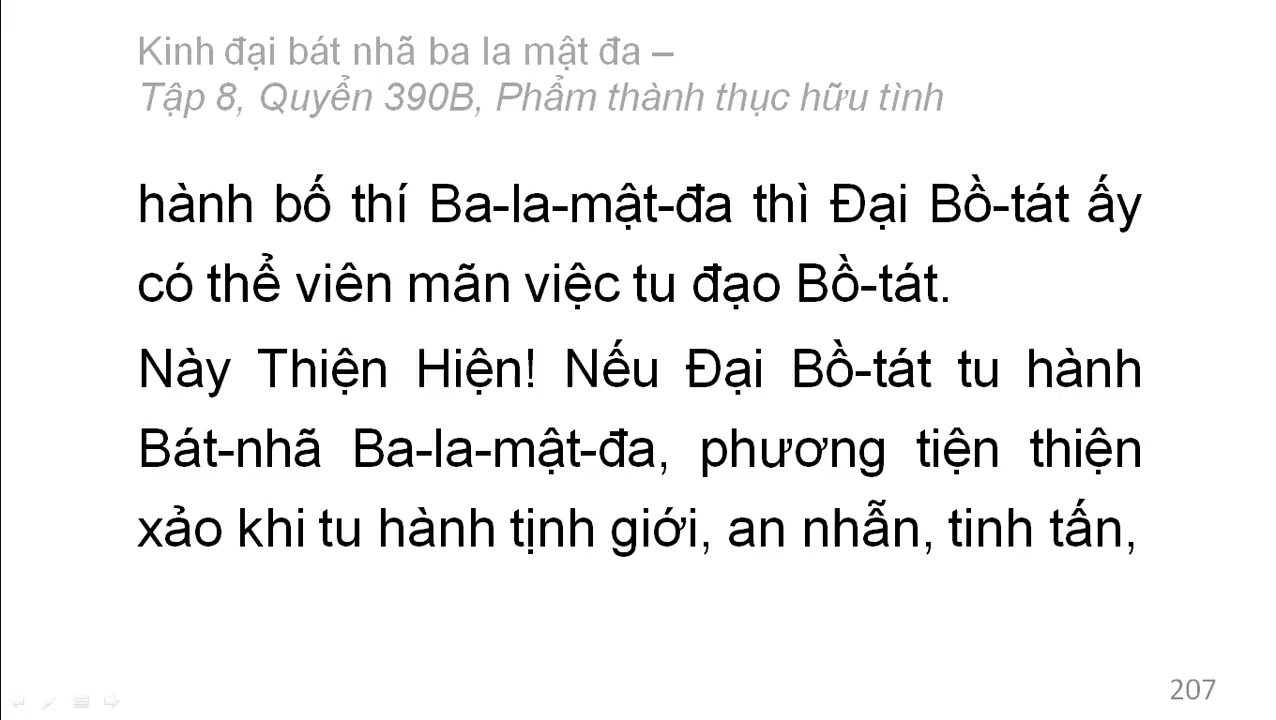 Kinh đại bát nhã ba la mật đa –
Tập 8, Quyển 390B, Phẩm thành thục hữu tình
hành bố thí Ba-la-mật-đa thì Đại Bồ-tát ấy
có thể viên mãn việc tu đạo Bồ-tát.
Này Thiện Hiện! Nếu Đại Bồ-tát tu hành
Bát-nhã Ba-la-mật-đa, phương tiện thiện
xảo khi tu hành tịnh giới, an nhẫn, tinh tấn,
207